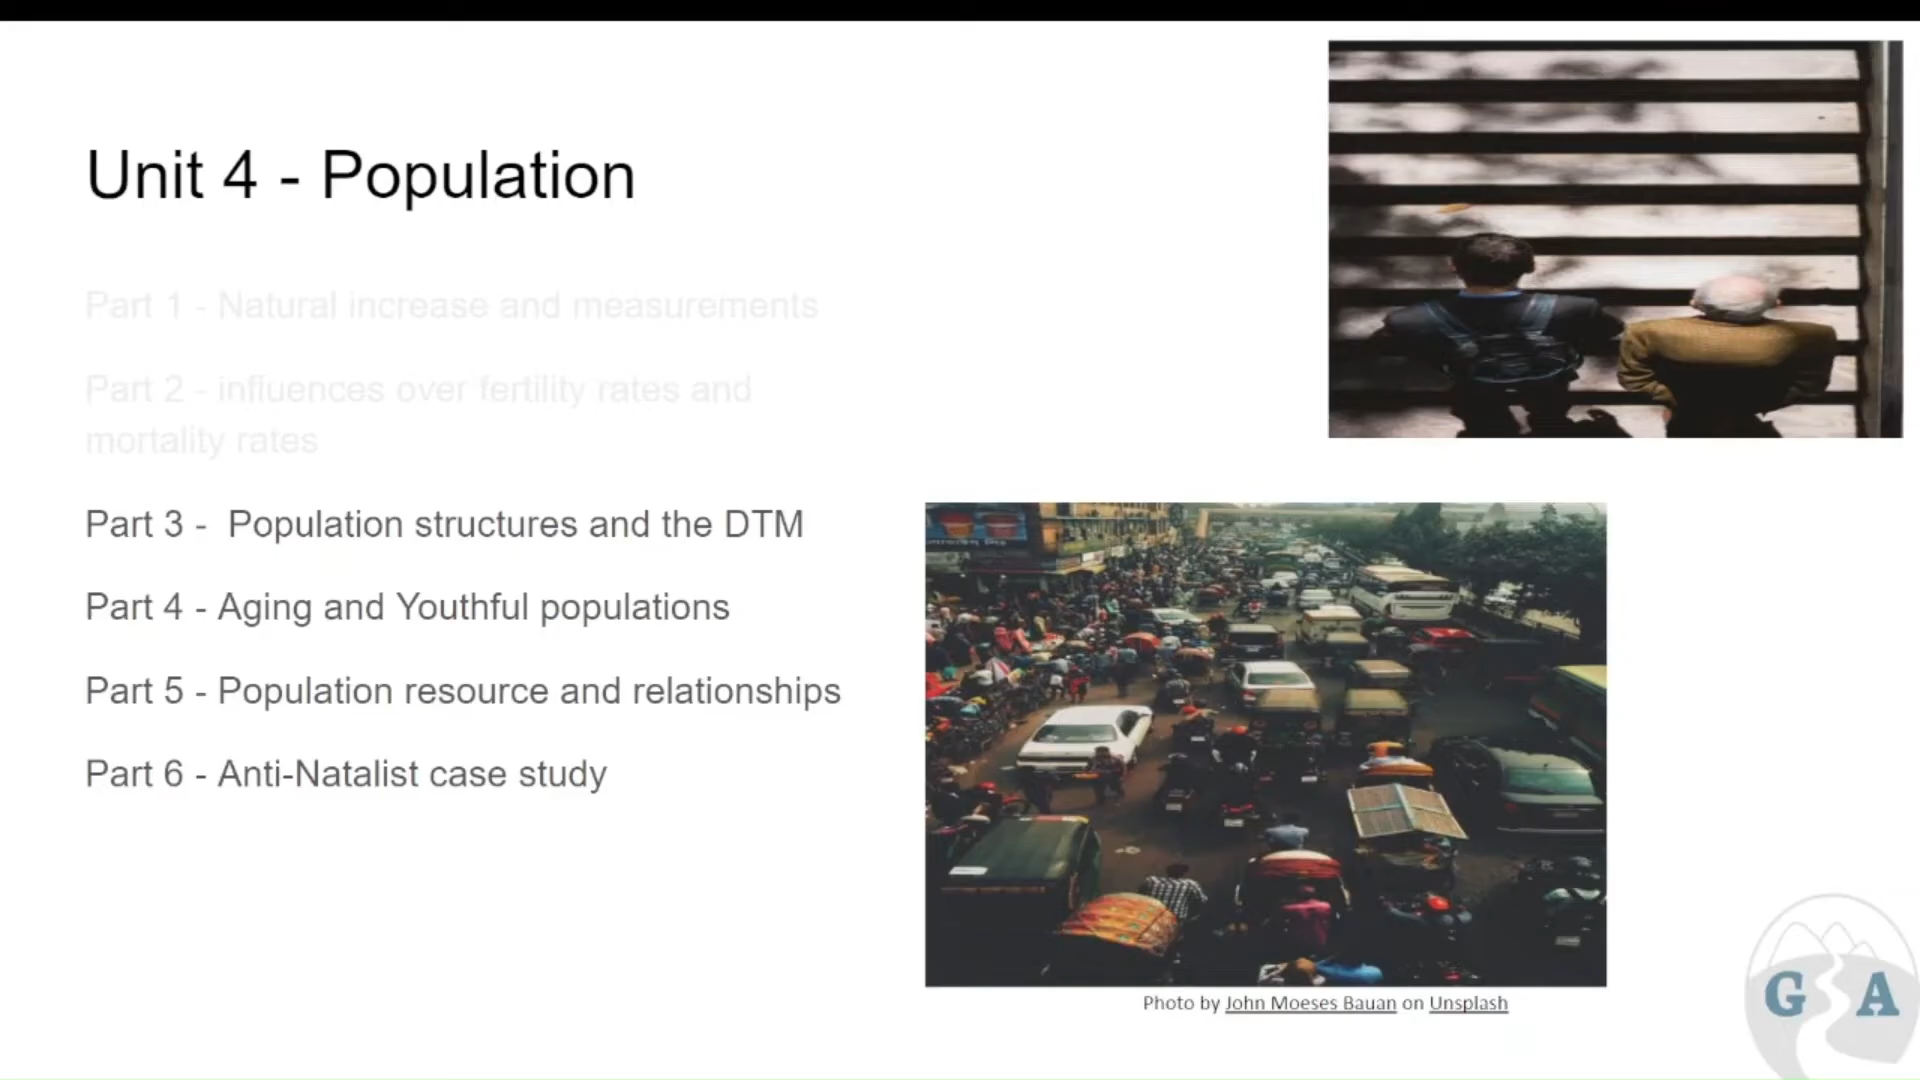 Unit 4 - Population
Part 1 - Natural increase and measurements
Part 2 - influences over fertility rates and
mortality rates
Part 3 -  Population structures and the DTM
Part 4 - Aging and Youthful populations
Part 5 - Population resource and relationships
Part 6 - Anti-Natalist case study
Photo by John Moeses Bauan on Unsplash
G A